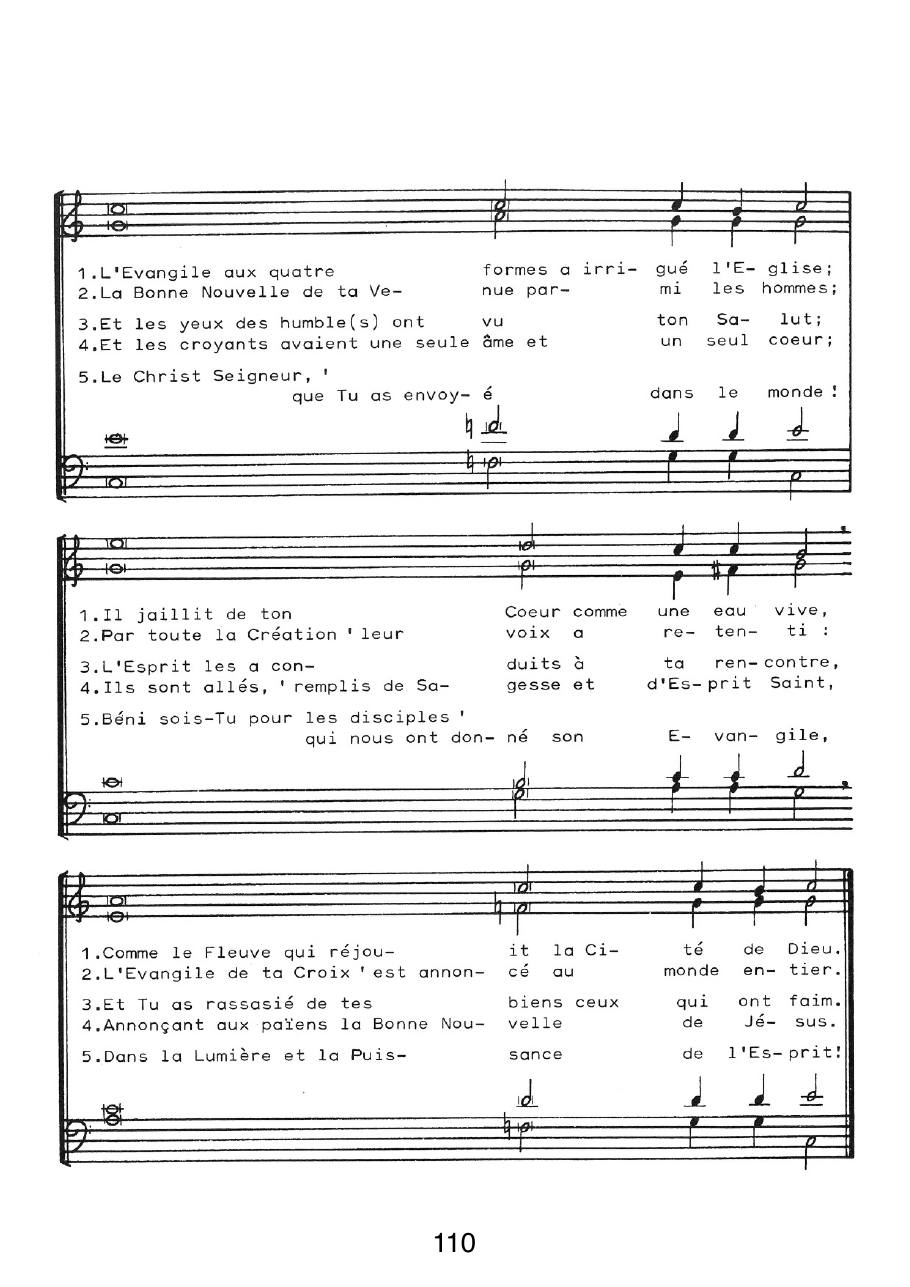 1.L'Evangile aux quatre formes a irri- gué l'E- glise;
2.La Bonne Nouvelle de ta Ve- nue par- mi les hommes;
3.Et les yeux des humble(s) ont vu ton Sa- lut;
4.Et les croyants avaient une seule âme et un seul coeur;
5.Le Christ Seigneur, '
que Tu as envoy- é dans le monde !
1.Il jaillit de ton Coeur comme une eau vive,
2.Par toute la Création ' leur voix a re- ten- ti :
3.L'Esprit les a con- duits à ta ren- contre,
4.Ils sont allés, ' remplis de Sa- gesse et d'Es- prit Saint,
5.Béni sois-Tu pour les disciples '
qui nous ont don- né son E- van- gile,
1.Comme le Fleuve qui réjou- it la Ci- té de Dieu.
2.L'Evangile de ta Croix ' est annon- cé au monde en- tier.
3.Et Tu as rassasié de tes biens ceux qui ont faim.
4.Annonçant aux païens la Bonne Nou- velle de Jé- sus.
5.Dans la Lumière et la Puis- sance de l'Es- prit!
110